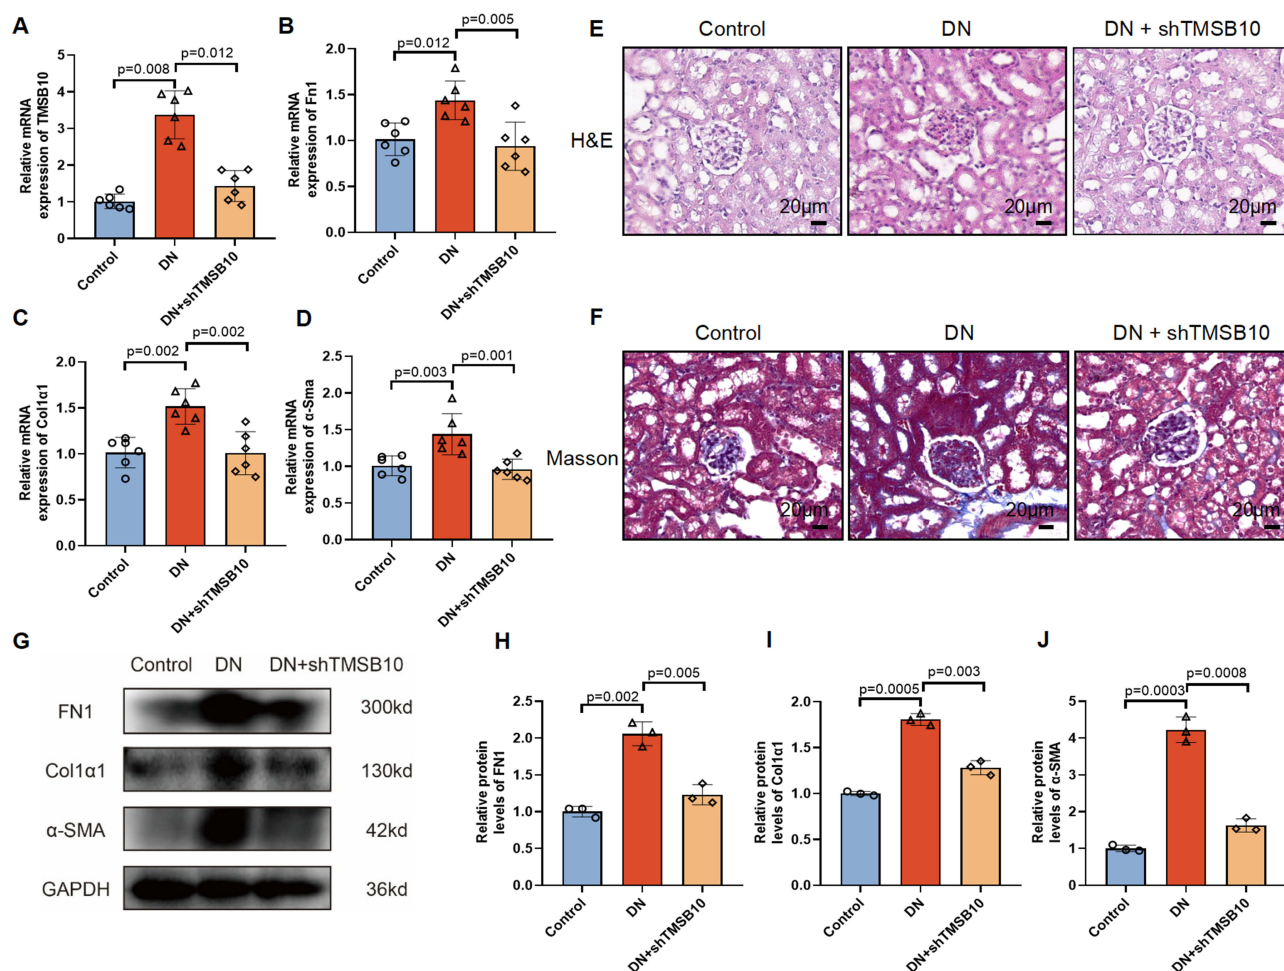 A
Relative mRNA
expression of TMSB10
5
4
3
2
1
0
p=0.008
p=0.012
Control
DN
DN+shTMSB10
B
Relative mRNA
expression of Fn1
2.0
1.5
1.0
0.5
0.0
p=0.012
p=0.005
Control
DN
DN+shTMSB10
E
Control
DN
DN + shTMSB10
H&E
20μm
20μm
20μm
C
Relative mRNA
expression of Col1α1
2.0
1.5
1.0
0.5
0.0
p=0.002
p=0.002
Control
DN
DN+shTMSB10
D
Relative mRNA
expression of α-Sma
2.5
2.0
1.5
1.0
0.5
0.0
p=0.003
p=0.001
Control
DN
DN+shTMSB10
F
Control
DN
DN + shTMSB10
Masson
20μm
20μm
20μm
G
Control DN DN+shTMSB10
FN1 300kd
Col1α1 130kd
α-SMA 42kd
GAPDH 36kd
H
Relative protein
levels of FN1
2.5
2.0
1.5
1.0
0.5
0.0
p=0.002
p=0.005
Control
DN
DN+shTMSB10
I
Relative protein
levels of Col1α1
2.0
1.5
1.0
0.5
0.0
p=0.0005
p=0.003
Control
DN
DN+shTMSB10
J
Relative protein
levels of α-SMA
5
4
3
2
1
0
p=0.0003
p=0.0008
Control
DN
DN+shTMSB10